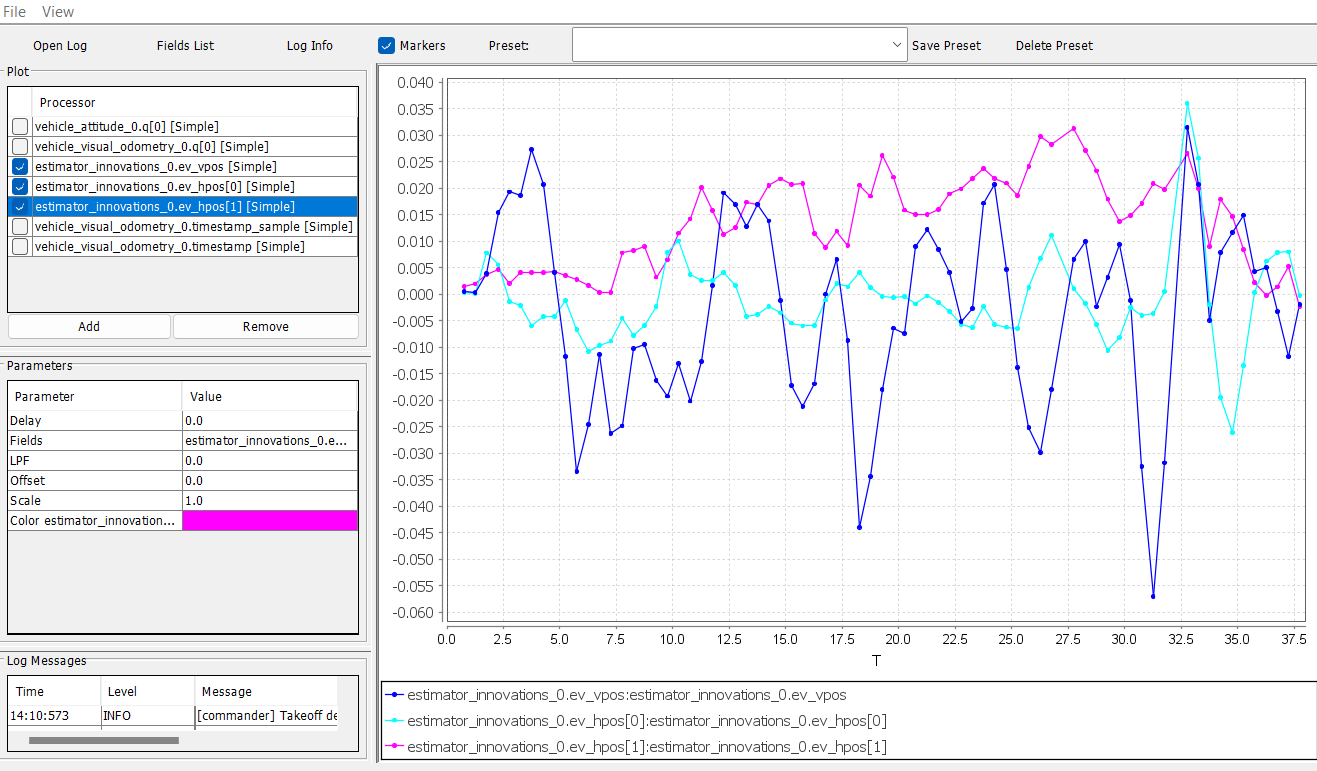 File View
Open Log Fields List Log Info Markers Preset: Save Preset Delete Preset
Plot
Processor
vehicle_attitude_0.q[0] [Simple]
vehicle_visual_odometry_0.q[0] [Simple]
estimator_innovations_0.ev_vpos [Simple]
estimator_innovations_0.ev_hpos[0] [Simple]
estimator_innovations_0.ev_hpos[1] [Simple]
vehicle_visual_odometry_0.timestamp_sample [Simple]
vehicle_visual_odometry_0.timestamp [Simple]
Add Remove
Parameters
Parameter Value
Delay 0.0
Fields estimator_innovations_0.e...
LPF 0.0
Offset 0.0
Scale 1.0
Color estimator_innovation...
Log Messages
Time Level Message
14:10:573 INFO [commander] Takeoff de
0.040
0.035
0.030
0.025
0.020
0.015
0.010
0.005
0.000
-0.005
-0.010
-0.015
-0.020
-0.025
-0.030
-0.035
-0.040
-0.045
-0.050
-0.055
-0.060
0.0 2.5 5.0 7.5 10.0 12.5 15.0 17.5 20.0 22.5 25.0 27.5 30.0 32.5 35.0 37.5
T
estimator_innovations_0.ev_vpos:estimator_innovations_0.ev_vpos
estimator_innovations_0.ev_hpos[0]:estimator_innovations_0.ev_hpos[0]
estimator_innovations_0.ev_hpos[1]:estimator_innovations_0.ev_hpos[1]